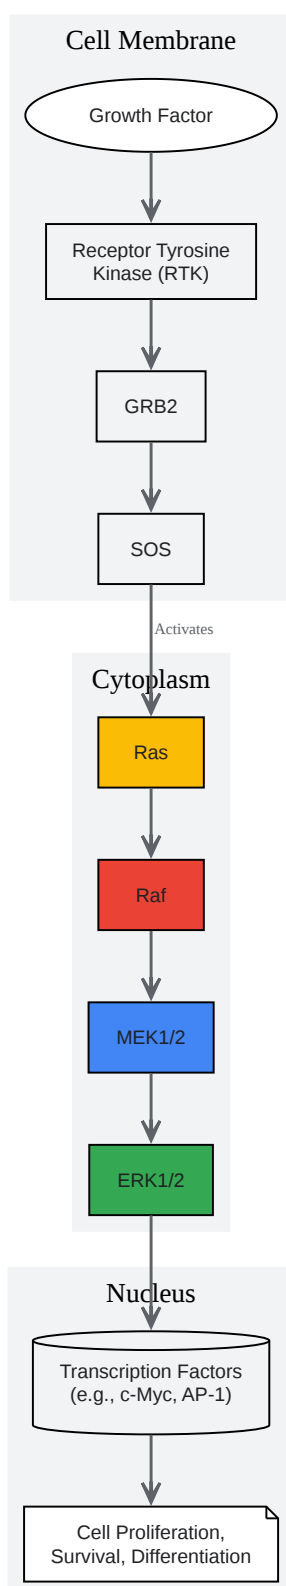 Cell Membrane
Growth Factor
Receptor Tyrosine
Kinase (RTK)
GRB2
SOS
Activates
Cytoplasm
Ras
Raf
MEK1/2
ERK1/2
Nucleus
Transcription Factors
(e.g., c-Myc, AP-1)
Cell Proliferation,
Survival, Differentiation